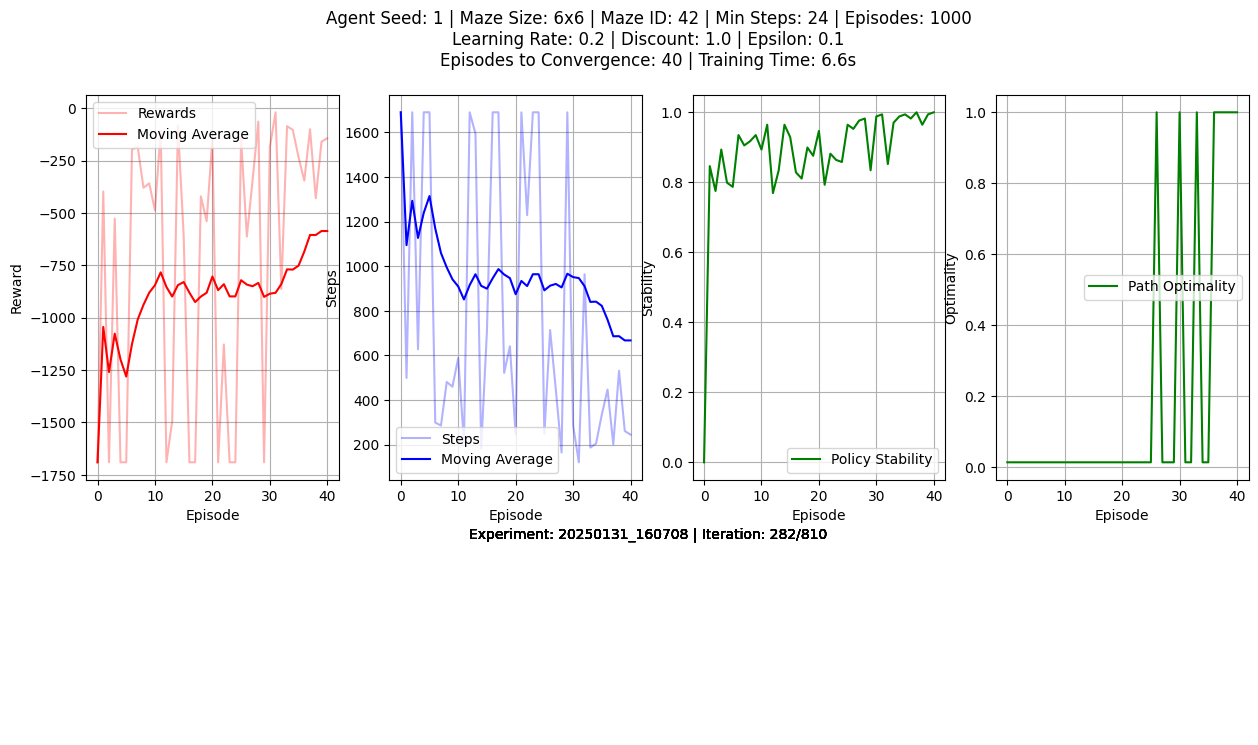 Agent Seed: 1 | Maze Size: 6x6 | Maze ID: 42 | Min Steps: 24 | Episodes: 1000
Learning Rate: 0.2 | Discount: 1.0 | Epsilon: 0.1
Episodes to Convergence: 40 | Training Time: 6.6s
Reward
0
−250
−500
−750
−1000
−1250
−1500
−1750
Rewards
Moving Average
0 10 20 30 40
Episode
Steps
1600
1400
1200
1000
800
600
400
200
Steps
Moving Average
0 10 20 30 40
Episode
Stability
1.0
0.8
0.6
0.4
0.2
0.0
Policy Stability
0 10 20 30 40
Episode
Optimality
1.0
0.8
0.6
0.4
0.2
0.0
Path Optimality
0 10 20 30 40
Episode
Experiment: 20250131_160708 | Iteration: 282/810